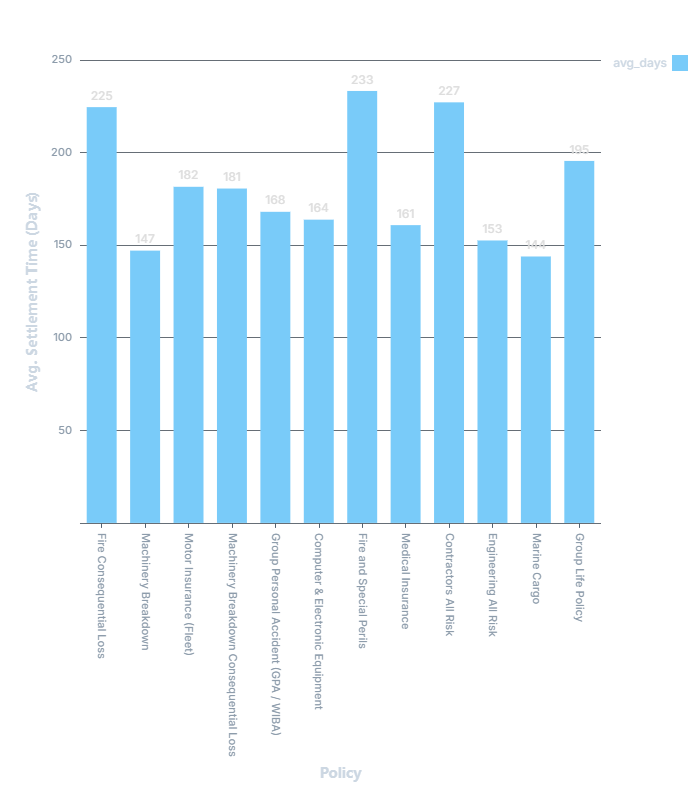 250
200
150
100
50
Avg. Settlement Time (Days)
avg_days
225
147
182
181
168
164
233
161
227
153
144
195
Fire Consequential Loss
Machinery Breakdown
Motor Insurance (Fleet)
Machinery Breakdown Consequential Loss
Group Personal Accident (GPA / WIBA)
Computer & Electronic Equipment
Fire and Special Perils
Medical Insurance
Contractors All Risk
Engineering All Risk
Marine Cargo
Group Life Policy
Policy